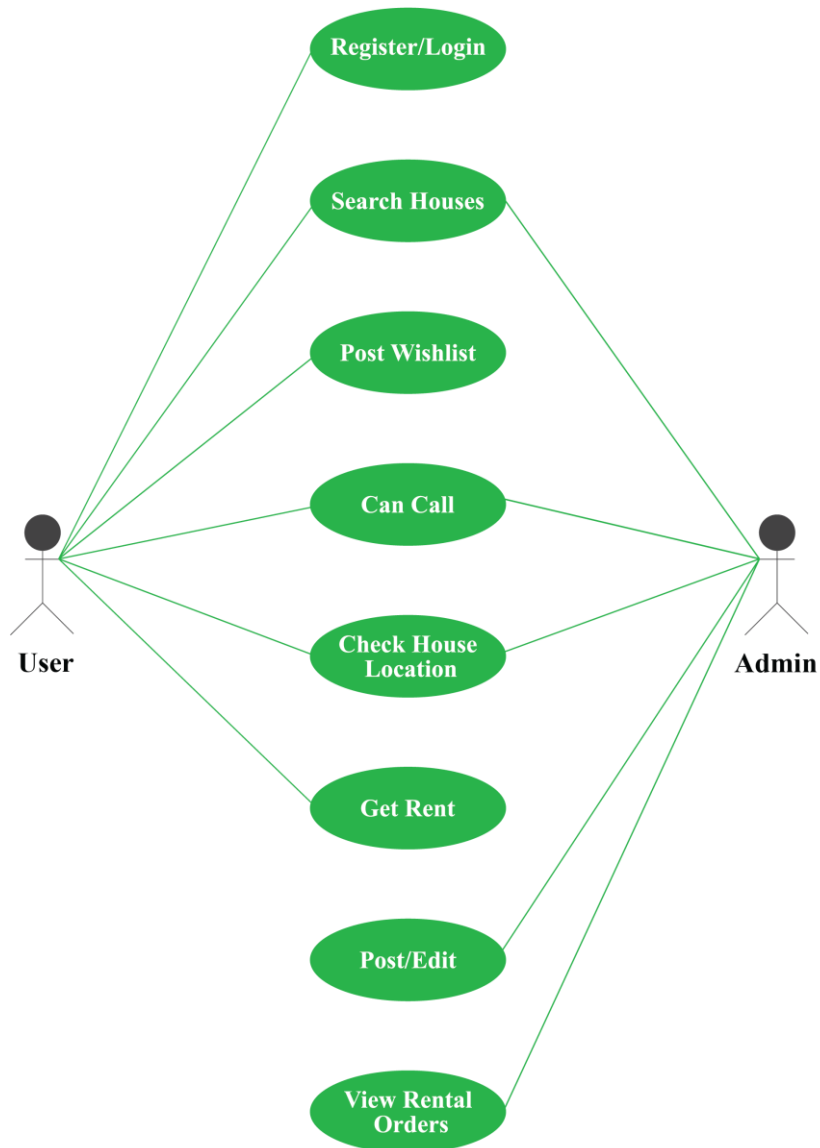 Register/Login
Search Houses
Post Wishlist
Can Call
User
Check House
Location
Admin
Get Rent
Post/Edit
View Rental
Orders